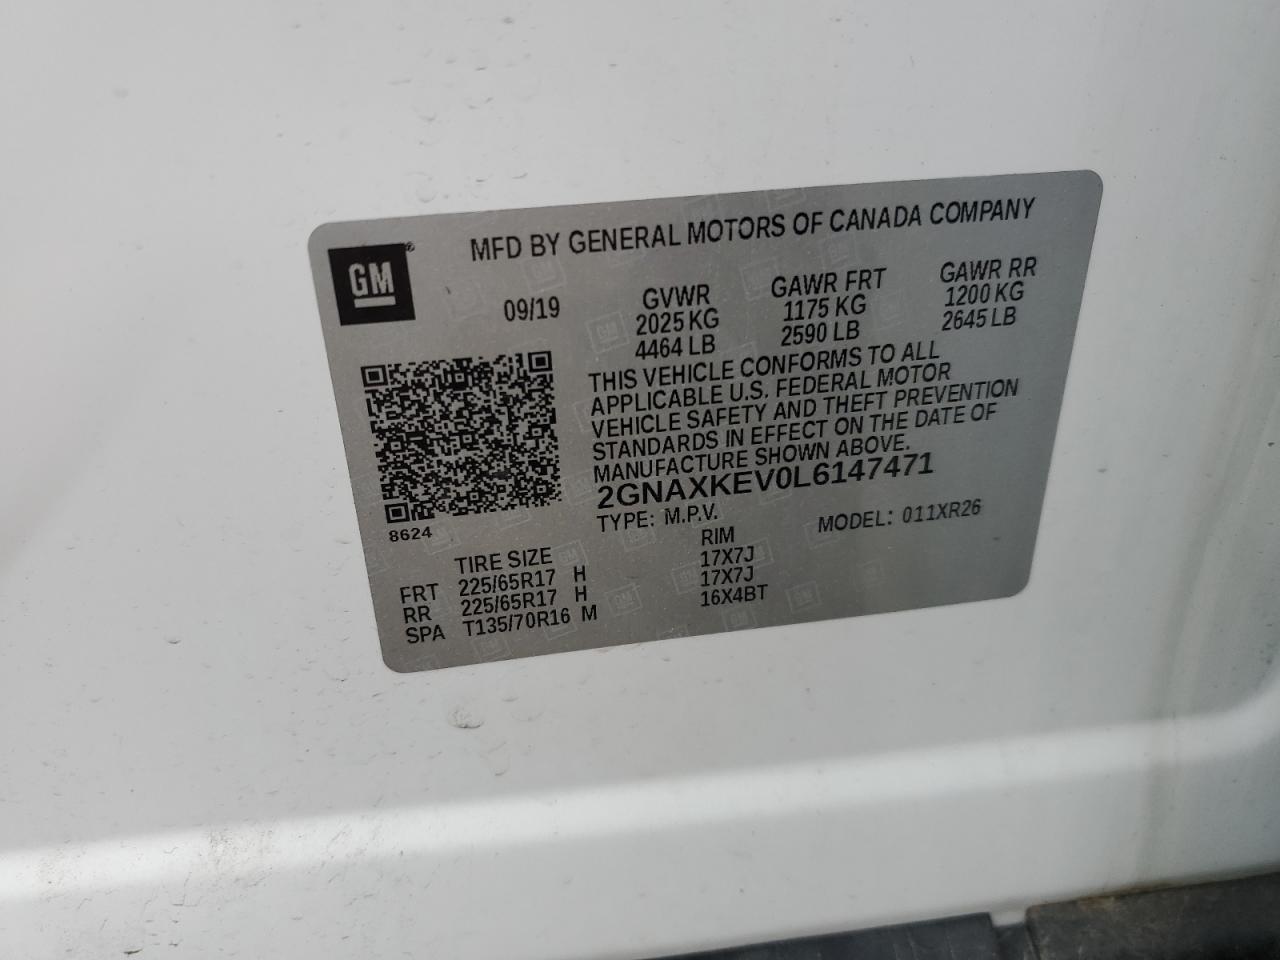 GM
MFD BY GENERAL MOTORS OF CANADA COMPANY
09/19
GVWR
2025 KG
4464 LB
GAWR FRT
1175 KG
2590 LB
GAWR RR
1200 KG
2645 LB
THIS VEHICLE CONFORMS TO ALL
APPLICABLE U.S. FEDERAL MOTOR
VEHICLE SAFETY AND THEFT PREVENTION
STANDARDS IN EFFECT ON THE DATE OF
MANUFACTURE SHOWN ABOVE.
2GNAXKEV0L6147471
TYPE: M.P.V.
MODEL: 011XR26
8624
TIRE SIZE RIM
FRT 225/65R17 H 17X7J
RR 225/65R17 H 17X7J
SPA T135/70R16 M 16X4BT